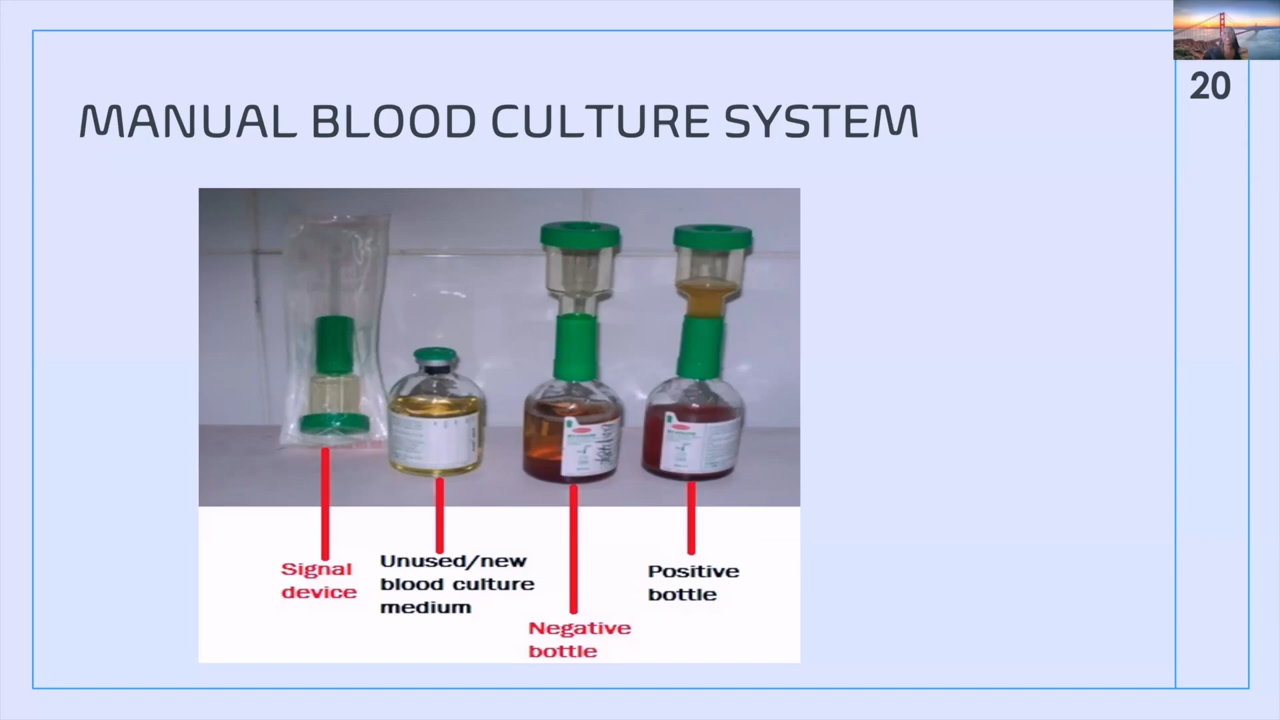 20
MANUAL BLOOD CULTURE SYSTEM
Signal
device
Unused/new
blood culture
medium
Negative
bottle
Positive
bottle